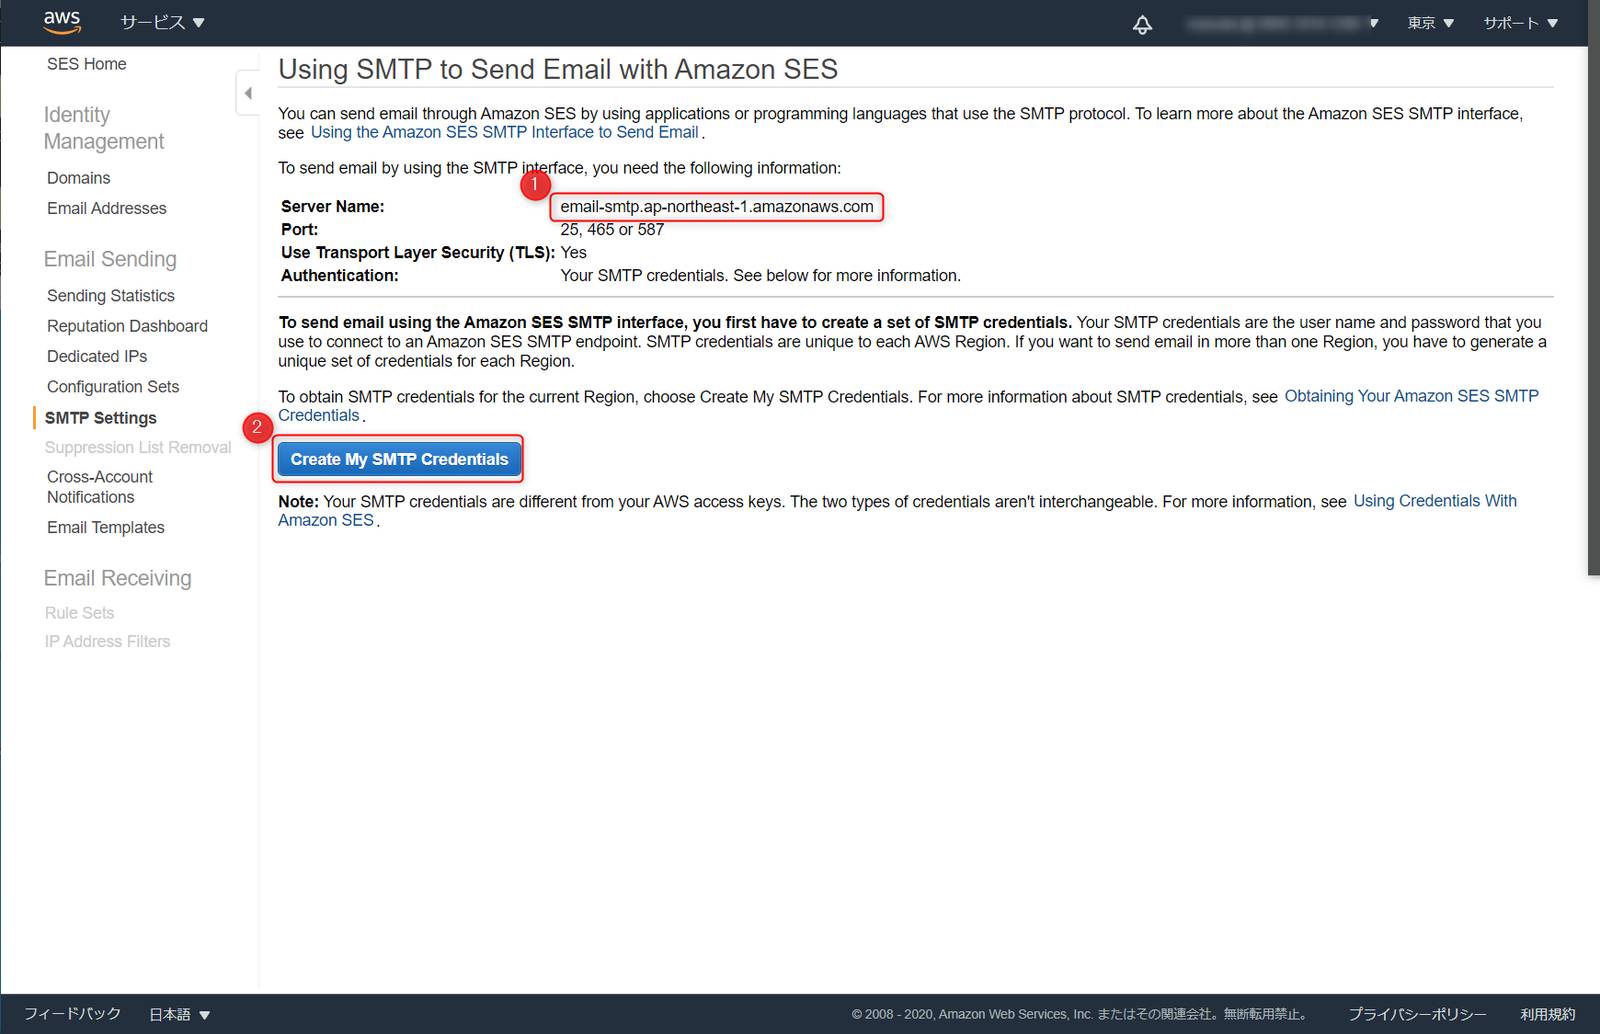 aws サービス 東京 サポート
SES Home
Identity
Management
Domains
Email Addresses
Email Sending
Sending Statistics
Reputation Dashboard
Dedicated IPs
Configuration Sets
SMTP Settings
Suppression List Removal
Cross-Account
Notifications
Email Templates
Email Receiving
Rule Sets
IP Address Filters
Using SMTP to Send Email with Amazon SES
You can send email through Amazon SES by using applications or programming languages that use the SMTP protocol. To learn more about the Amazon SES SMTP interface,
see Using the Amazon SES SMTP Interface to Send Email.
To send email by using the SMTP interface, you need the following information:
1
Server Name: email-smtp.ap-northeast-1.amazonaws.com
Port: 25, 465 or 587
Use Transport Layer Security (TLS): Yes
Authentication: Your SMTP credentials. See below for more information.
To send email using the Amazon SES SMTP interface, you first have to create a set of SMTP credentials. Your SMTP credentials are the user name and password that you
use to connect to an Amazon SES SMTP endpoint. SMTP credentials are unique to each AWS Region. If you want to send email in more than one Region, you have to generate a
unique set of credentials for each Region.
To obtain SMTP credentials for the current Region, choose Create My SMTP Credentials. For more information about SMTP credentials, see Obtaining Your Amazon SES SMTP
Credentials.
2
Create My SMTP Credentials
Note: Your SMTP credentials are different from your AWS access keys. The two types of credentials aren't interchangeable. For more information, see Using Credentials With
Amazon SES.
フィードバック 日本語 © 2008 - 2020, Amazon Web Services, Inc. またはその関連会社。無断転用禁止。 プライバシーポリシー 利用規約